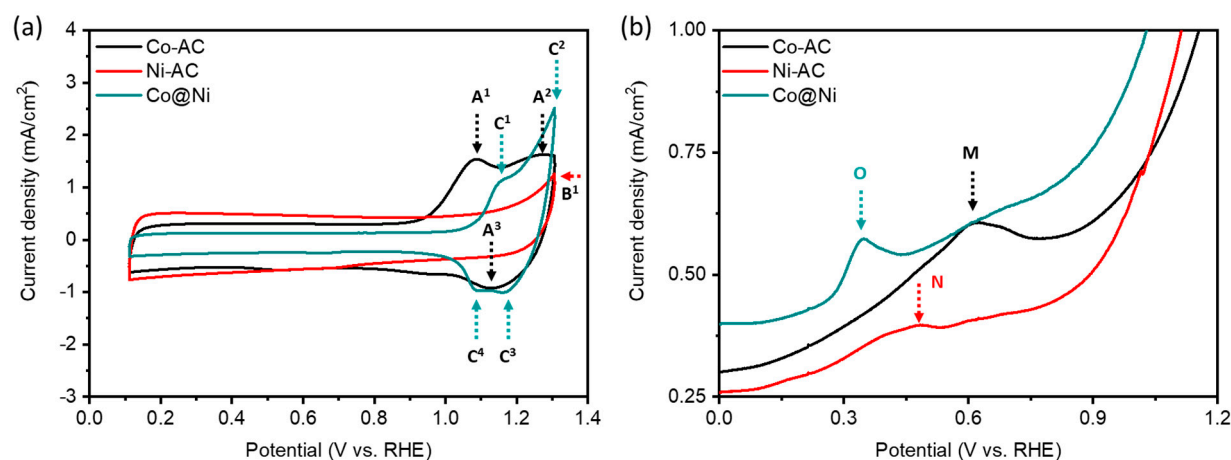 (a)
Co-AC
Ni-AC
Co@Ni
A¹
C¹
A²
C²
B¹
A³
C⁴
C³
4
3
2
1
0
-1
-2
-3
0.0 0.2 0.4 0.6 0.8 1.0 1.2 1.4
Current density (mA/cm²)
Potential (V vs. RHE)
(b)
Co-AC
Ni-AC
Co@Ni
O
M
N
1.00
0.75
0.50
0.25
0.0 0.3 0.6 0.9 1.2
Current density (mA/cm²)
Potential (V vs. RHE)